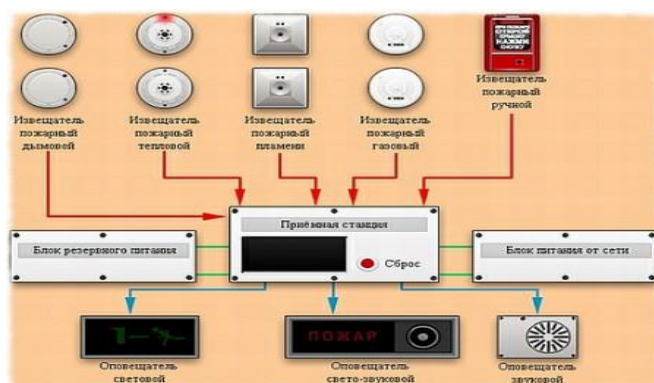 Извещатель
пожарный
дымовой
Извещатель
пожарный
тепловой
Извещатель
пожарный
пламени
Извещатель
пожарный
газовый
Извещатель
пожарный
ручной
Приёмная станция
Сброс
Блок резервного питания
Блок питания от сети
ПОЖАР
Оповещатель
световой
Оповещатель
свето-звуковой
Оповещатель
звуковой